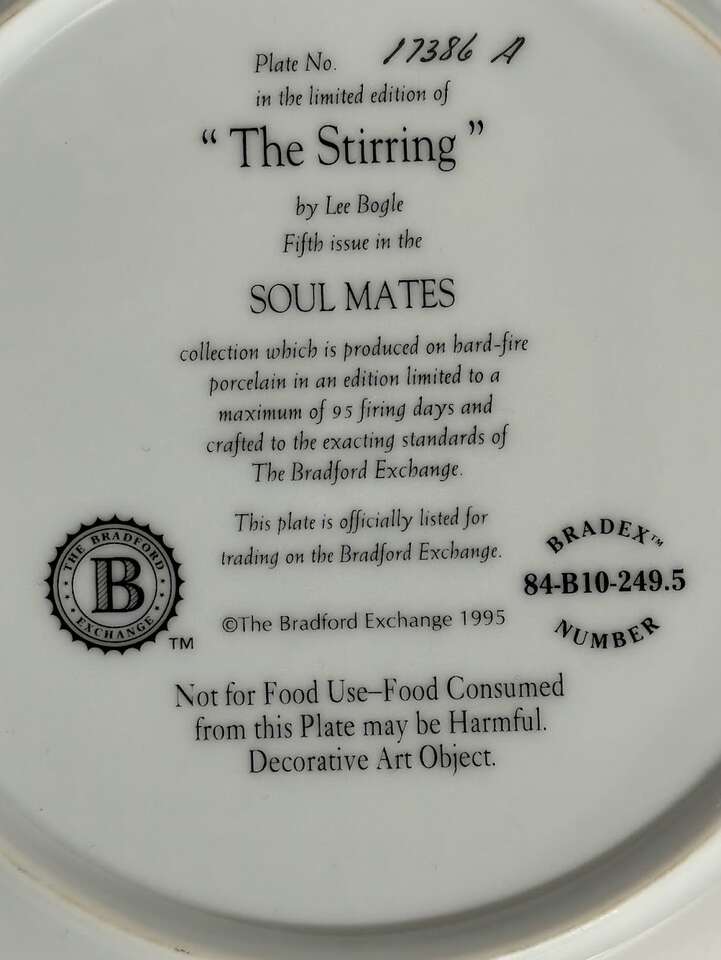 Plate No. 17386 A
in the limited edition of
“The Stirring”
by Lee Bogle
Fifth issue in the
SOUL MATES
collection which is produced on hard-fire
porcelain in an edition limited to a
maximum of 95 firing days and
crafted to the exacting standards of
The Bradford Exchange.
This plate is officially listed for
trading on the Bradford Exchange.
THE BRADFORD
B
EXCHANGE
TM
©The Bradford Exchange 1995
BRADEX™
84-B10-249.5
NUMBER
Not for Food Use–Food Consumed
from this Plate may be Harmful.
Decorative Art Object.